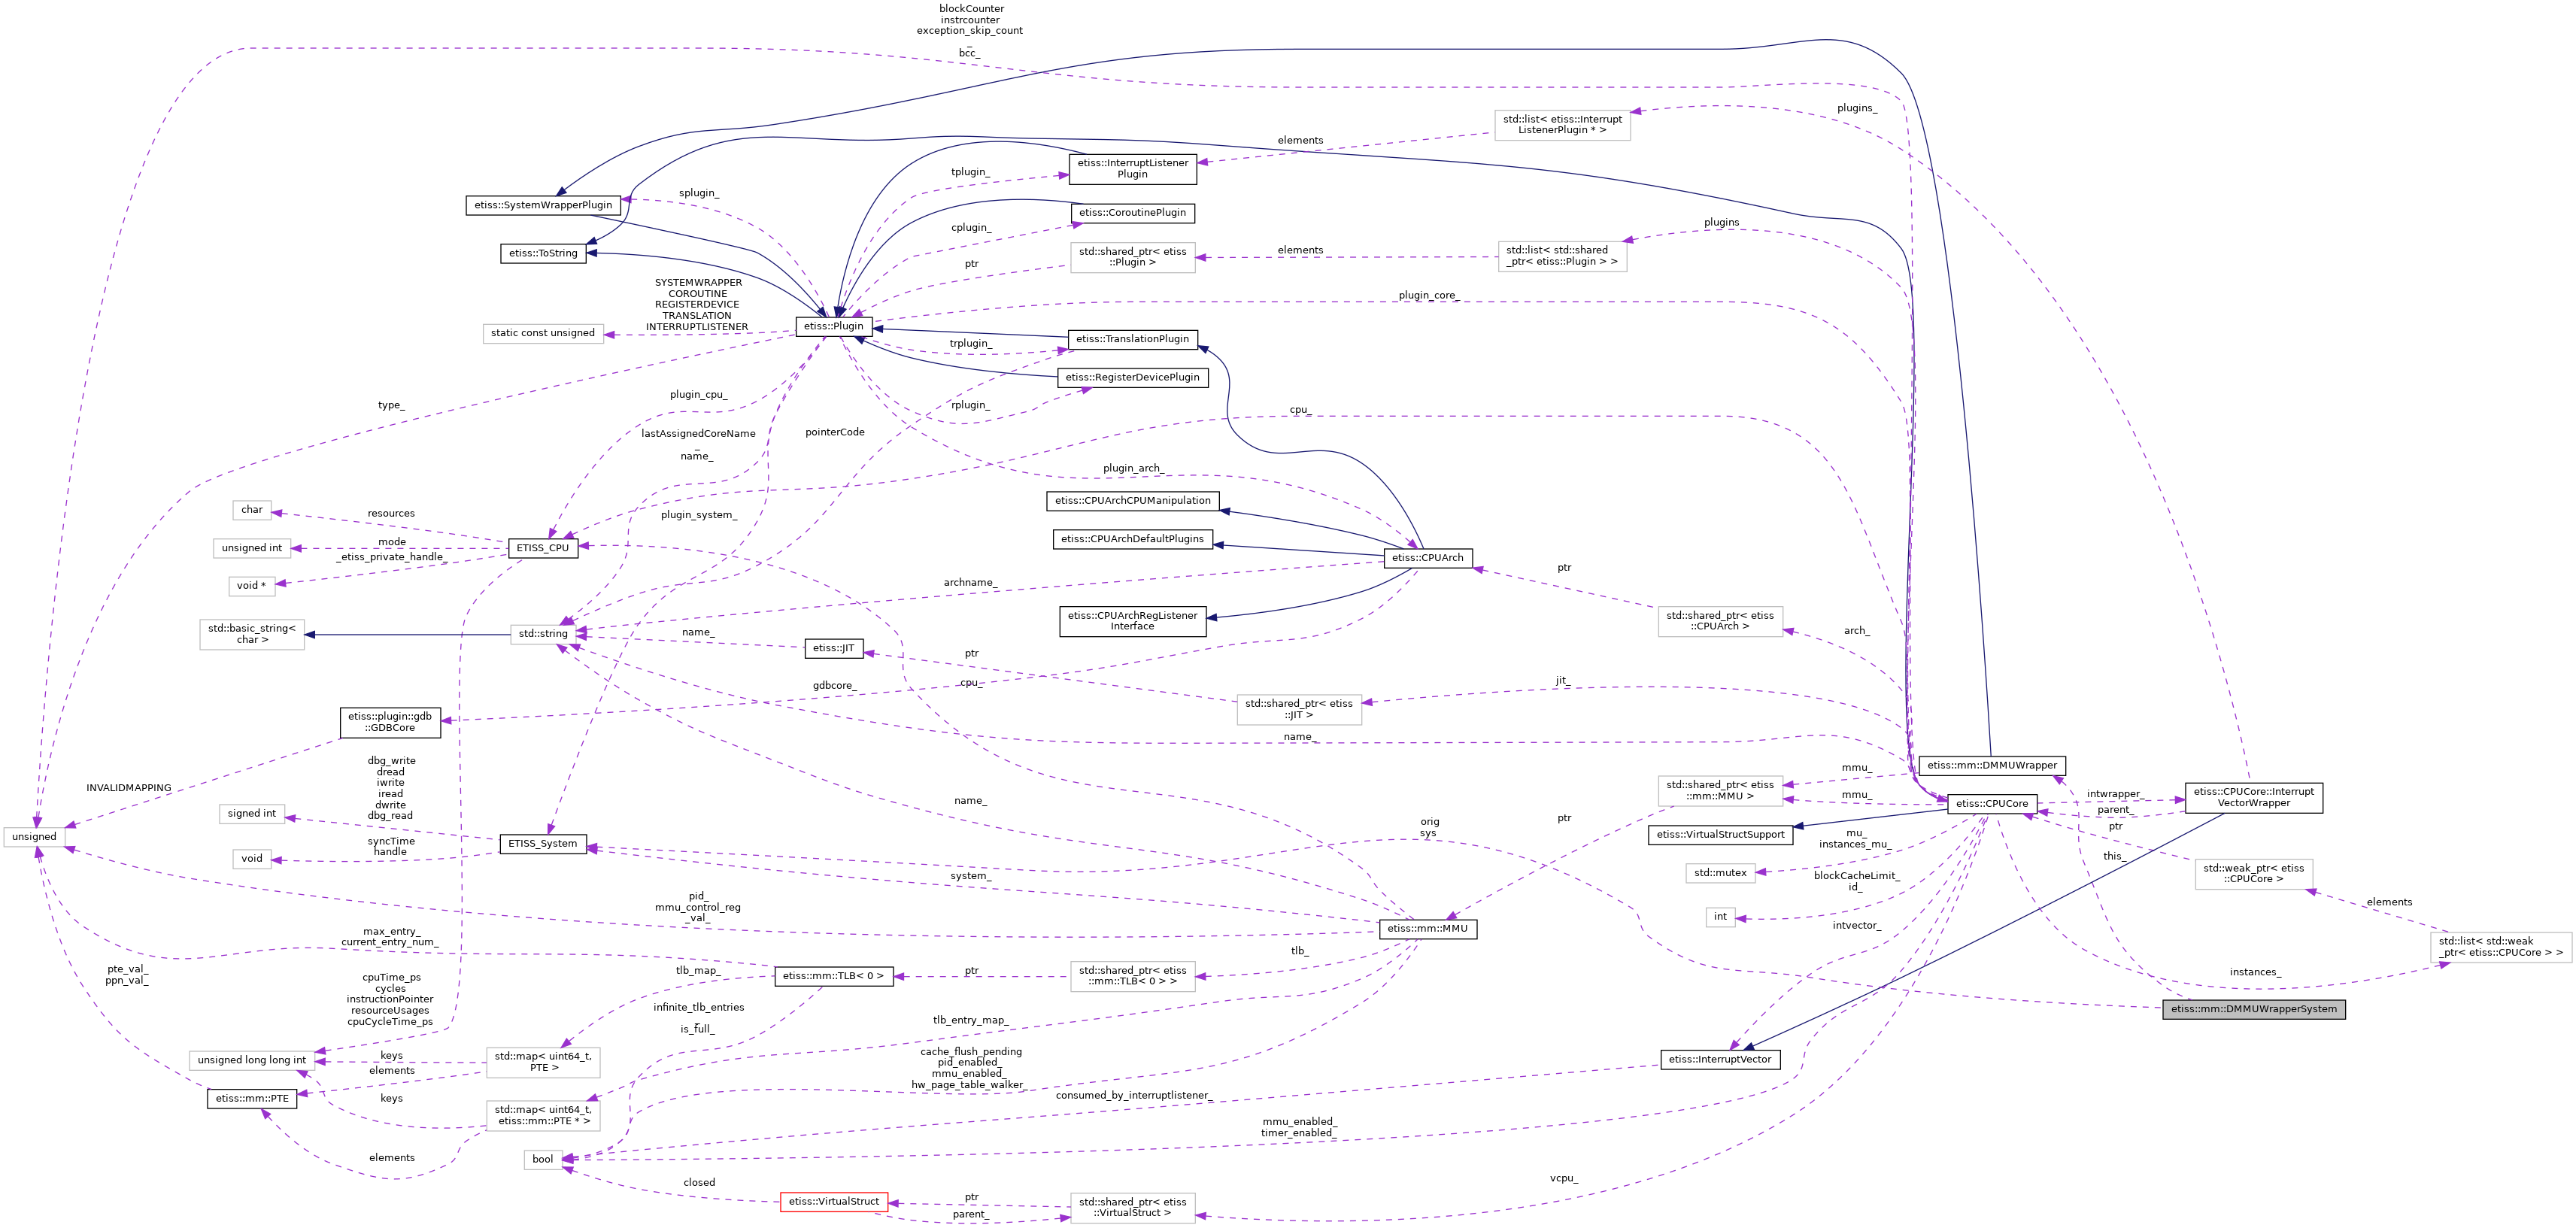 blockCounter
instrcounter
exception_skip_count
_
bcc_
plugins_
std::list< etiss::Interrupt
ListenerPlugin * >
elements
etiss::InterruptListener
Plugin
tplugin_
splugin_
etiss::SystemWrapperPlugin
etiss::CoroutinePlugin
cplugin_
plugins
etiss::ToString
std::shared_ptr< etiss
::Plugin >
elements
std::list< std::shared
_ptr< etiss::Plugin > >
ptr
SYSTEMWRAPPER
COROUTINE
REGISTERDEVICE
TRANSLATION
INTERRUPTLISTENER
plugin_core_
static const unsigned
etiss::Plugin
etiss::TranslationPlugin
trplugin_
etiss::RegisterDevicePlugin
plugin_cpu_
type_
rplugin_
cpu_
lastAssignedCoreName
_
name_
pointerCode
plugin_arch_
etiss::CPUArchCPUManipulation
char
resources
plugin_system_
etiss::CPUArchDefaultPlugins
unsigned int
mode
ETISS_CPU
etiss::CPUArch
_etiss_private_handle_
void *
archname_
ptr
etiss::CPUArchRegListener
Interface
std::shared_ptr< etiss
::CPUArch >
std::basic_string<
char >
std::string
name_
etiss::JIT
arch_
ptr
gdbcore_
cpu_
jit_
std::shared_ptr< etiss
::JIT >
etiss::plugin::gdb
::GDBCore
name_
dbg_write
dread
iwrite
iread
dwrite
dbg_read
INVALIDMAPPING
mmu_
etiss::mm::DMMUWrapper
std::shared_ptr< etiss
::mm::MMU >
mmu_
etiss::CPUCore
intwrapper_
parent_
ptr
etiss::CPUCore::Interrupt
VectorWrapper
signed int
name_
unsigned
ETISS_System
orig
sys
ptr
etiss::VirtualStructSupport
mu_
instances_mu_
void
syncTime
handle
system_
std::mutex
blockCacheLimit_
id_
this_
std::weak_ptr< etiss
::CPUCore >
pid_
mmu_control_reg
_val_
etiss::mm::MMU
int
elements
intvector_
max_entry_
current_entry_num_
tlb_
std::list< std::weak
_ptr< etiss::CPUCore > >
pte_val_
ppn_val_
cpuTime_ps
cycles
instructionPointer
resourceUsages
cpuCycleTime_ps
tlb_map_
etiss::mm::TLB< 0 >
ptr
std::shared_ptr< etiss
::mm::TLB< 0 > >
instances_
infinite_tlb_entries
_
is_full_
tlb_entry_map_
etiss::mm::DMMUWrapperSystem
unsigned long long int
keys
elements
std::map< uint64_t,
PTE >
cache_flush_pending
pid_enabled_
mmu_enabled_
hw_page_table_walker_
etiss::InterruptVector
etiss::mm::PTE
keys
std::map< uint64_t,
etiss::mm::PTE * >
consumed_by_interruptlistener_
mmu_enabled_
timer_enabled_
elements
bool
closed
etiss::VirtualStruct
ptr
parent_
std::shared_ptr< etiss
::VirtualStruct >
vcpu_